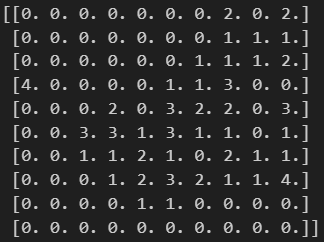 [[0. 0. 0. 0. 0. 0. 0. 2. 0. 2.]
[0. 0. 0. 0. 0. 0. 0. 1. 1. 1.]
[0. 0. 0. 0. 0. 0. 1. 1. 1. 2.]
[4. 0. 0. 0. 0. 1. 1. 3. 0. 0.]
[0. 0. 0. 2. 0. 3. 2. 2. 0. 3.]
[0. 0. 3. 3. 1. 3. 1. 1. 0. 1.]
[0. 0. 1. 1. 2. 1. 0. 2. 1. 1.]
[0. 0. 0. 1. 2. 3. 2. 1. 1. 4.]
[0. 0. 0. 0. 1. 1. 0. 0. 0. 0.]
[0. 0. 0. 0. 0. 0. 0. 0. 0. 0.]]